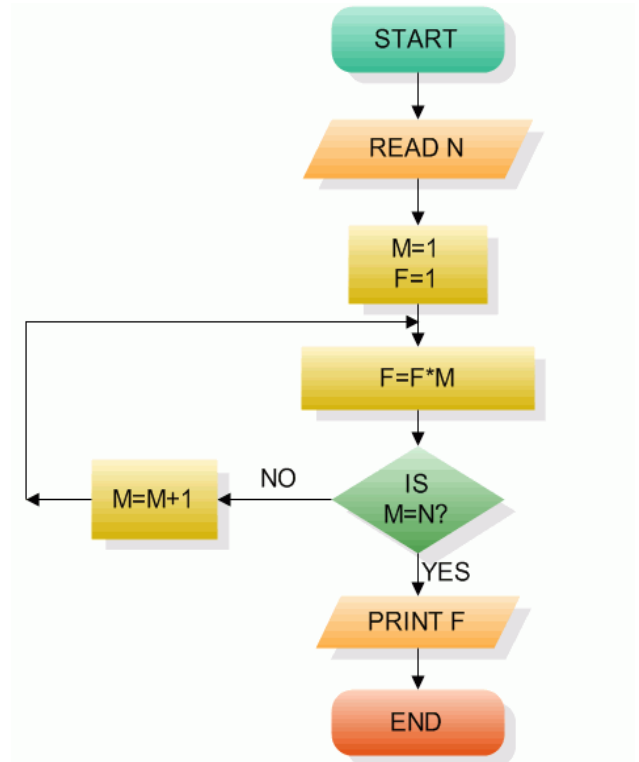 START
READ N
M=1
F=1
F=F*M
IS
M=N?
NO
M=M+1
YES
PRINT F
END